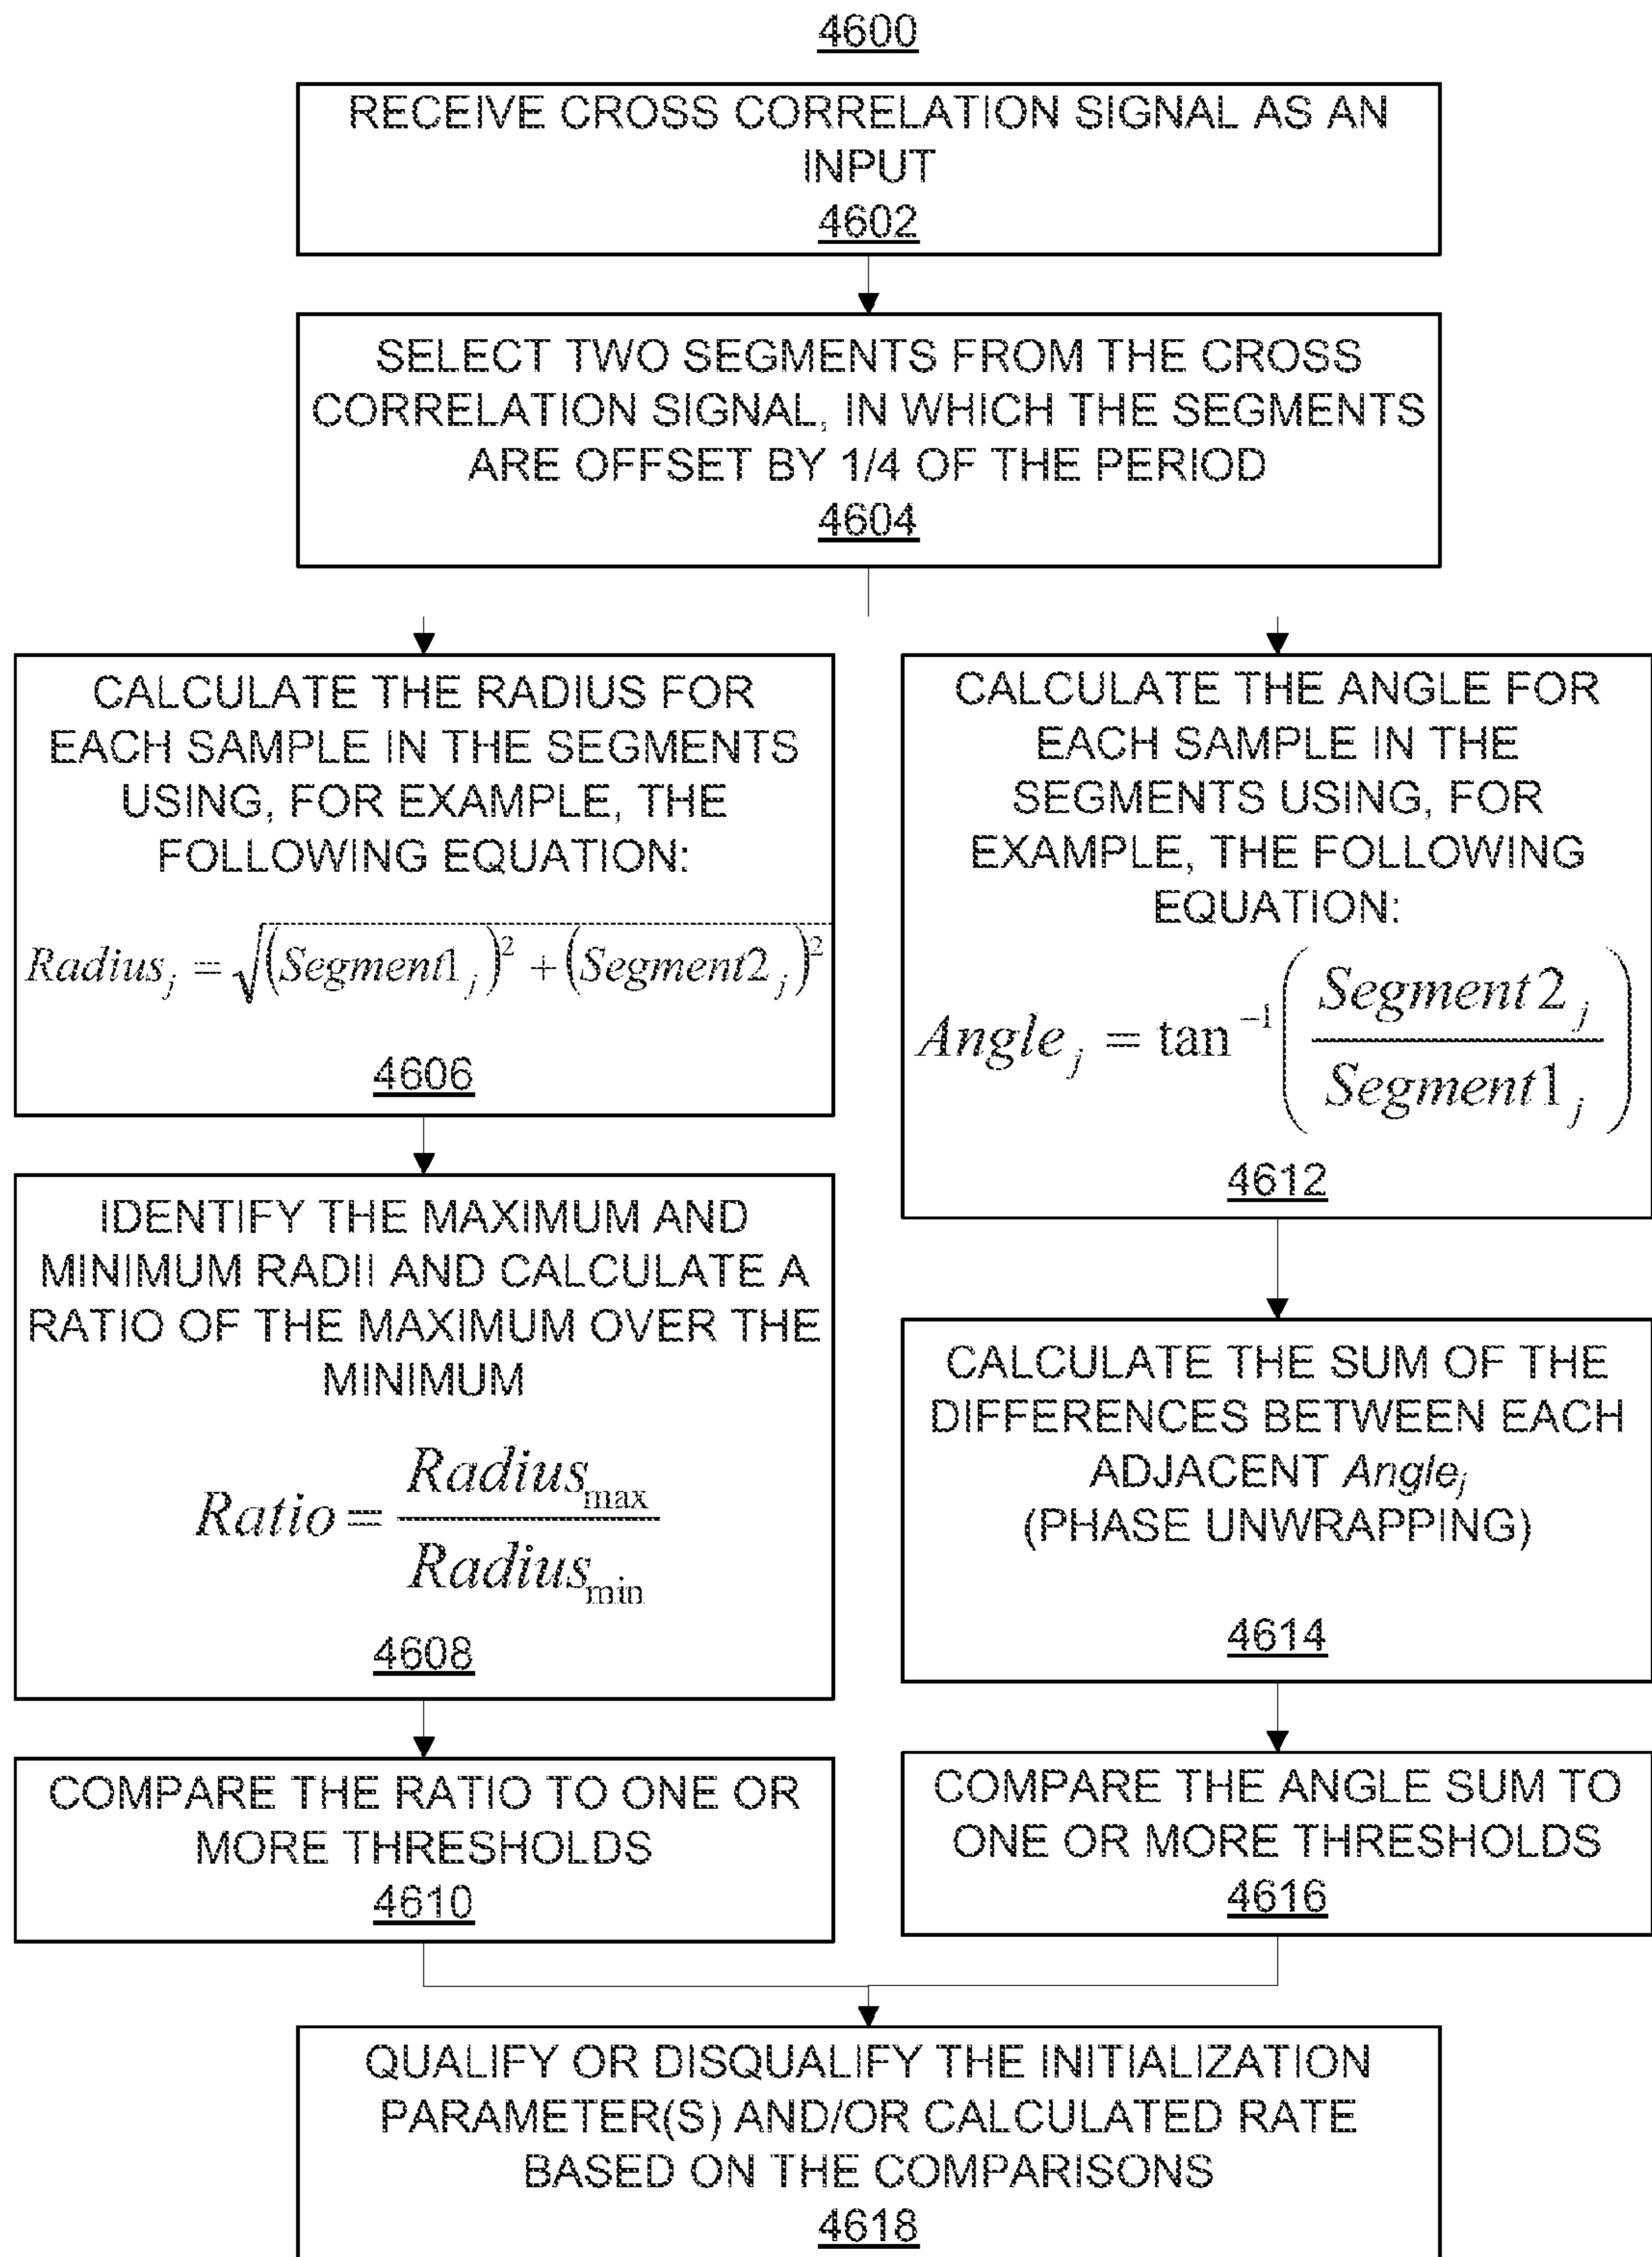 4600
RECEIVE CROSS CORRELATION SIGNAL AS AN
INPUT
4602
SELECT TWO SEGMENTS FROM THE CROSS
CORRELATION SIGNAL, IN WHICH THE SEGMENTS
ARE OFFSET BY 1/4 OF THE PERIOD
4604
CALCULATE THE RADIUS FOR
EACH SAMPLE IN THE SEGMENTS
USING, FOR EXAMPLE, THE
FOLLOWING EQUATION:
Radius_j = √((Segment1_j)^2 + (Segment2_j)^2)
4606
IDENTIFY THE MAXIMUM AND
MINIMUM RADII AND CALCULATE A
RATIO OF THE MAXIMUM OVER THE
MINIMUM
Ratio = Radius_max / Radius_min
4608
COMPARE THE RATIO TO ONE OR
MORE THRESHOLDS
4610
CALCULATE THE ANGLE FOR
EACH SAMPLE IN THE
SEGMENTS USING, FOR
EXAMPLE, THE FOLLOWING
EQUATION:
Angle_j = tan^-1(Segment2_j / Segment1_j)
4612
CALCULATE THE SUM OF THE
DIFFERENCES BETWEEN EACH
ADJACENT Angle_j
(PHASE UNWRAPPING)
4614
COMPARE THE ANGLE SUM TO
ONE OR MORE THRESHOLDS
4616
QUALIFY OR DISQUALIFY THE INITIALIZATION
PARAMETER(S) AND/OR CALCULATED RATE
BASED ON THE COMPARISONS
4618